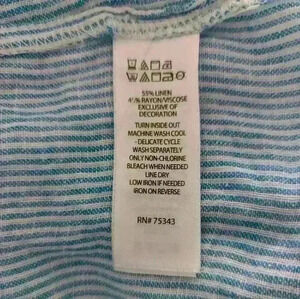 55% LINEN
RAYON/VISCOSE
EXCLUSIVE OF
DECORATION
TURN INSIDE OUT
MACHINE WASH COOL
- DELICATE CYCLE
WASH SEPARATELY
ONLY NON-CHLORINE
BLEACH WHEN NEEDED
LINE DRY
LOW IRON IF NEEDED
IRON ON REVERSE
RN# 75343